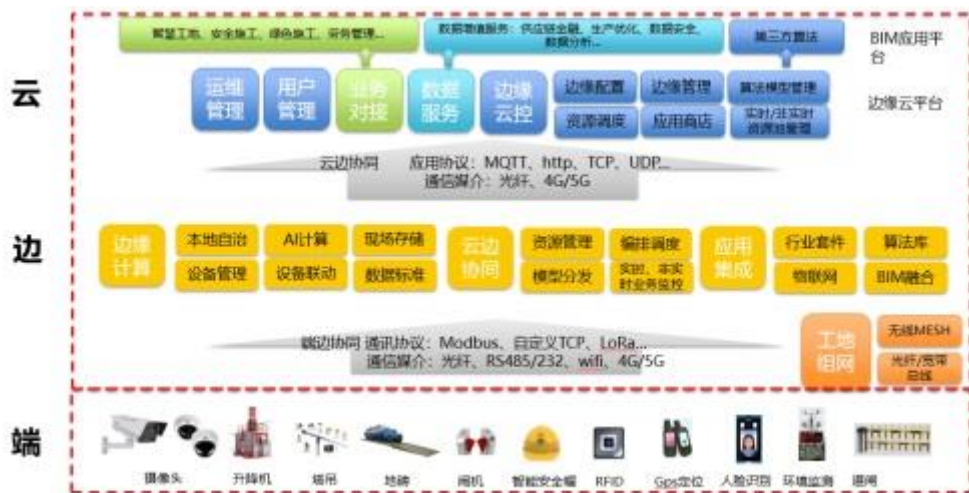 智慧工地、安全施工、绿色施工、劳务管理...
数据增值服务：供应链金融、生产优化、数据安全、
数据分析...
第三方算法
BIM应用平
台
云
运维
管理
用户
管理
业务
对接
数据
服务
边缘
云控
边缘配置
边缘管理
算法模型管理
资源调度
应用商店
实时/非实时
资源池管理
边缘云平台
云边协同 应用协议：MQTT、http、TCP、UDP...
通信媒介：光纤、4G/5G
边
边缘
计算
本地自治
AI计算
现场存储
设备管理
设备联动
数据标准
云边
协同
资源管理
编排调度
模型分发
实时、非实
时业务监控
应用
集成
行业套件
算法库
物联网
BIM融合
端边协同 通讯协议：Modbus、自定义TCP、LoRa...
通信媒介：光纤、RS485/232、wifi、4G/5G
工地
组网
无线MESH
光纤/宽带
总线
端
摄像头
升降机
塔吊
地磅
闸机
智能安全帽
RFID
Gps定位
人脸识别
环境监测
道闸